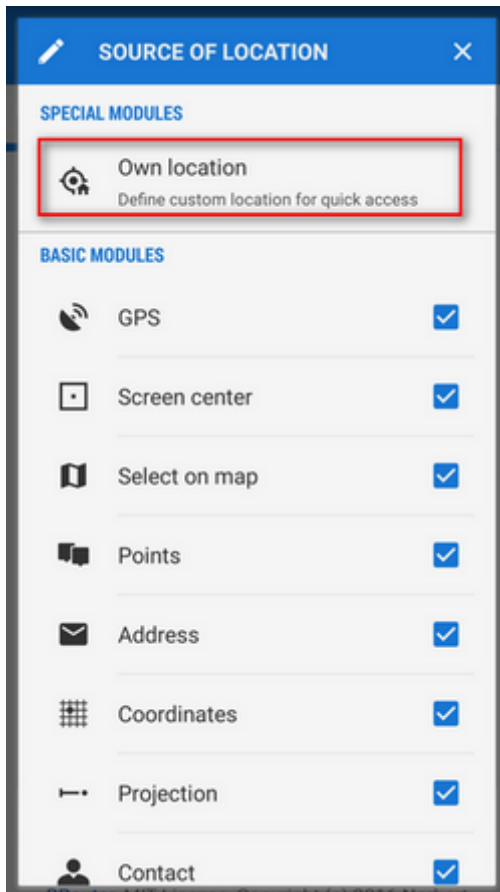 SOURCE OF LOCATION
SPECIAL MODULES
Own location
Define custom location for quick access
BASIC MODULES
GPS
Screen center
Select on map
Points
Address
Coordinates
Projection
Contact